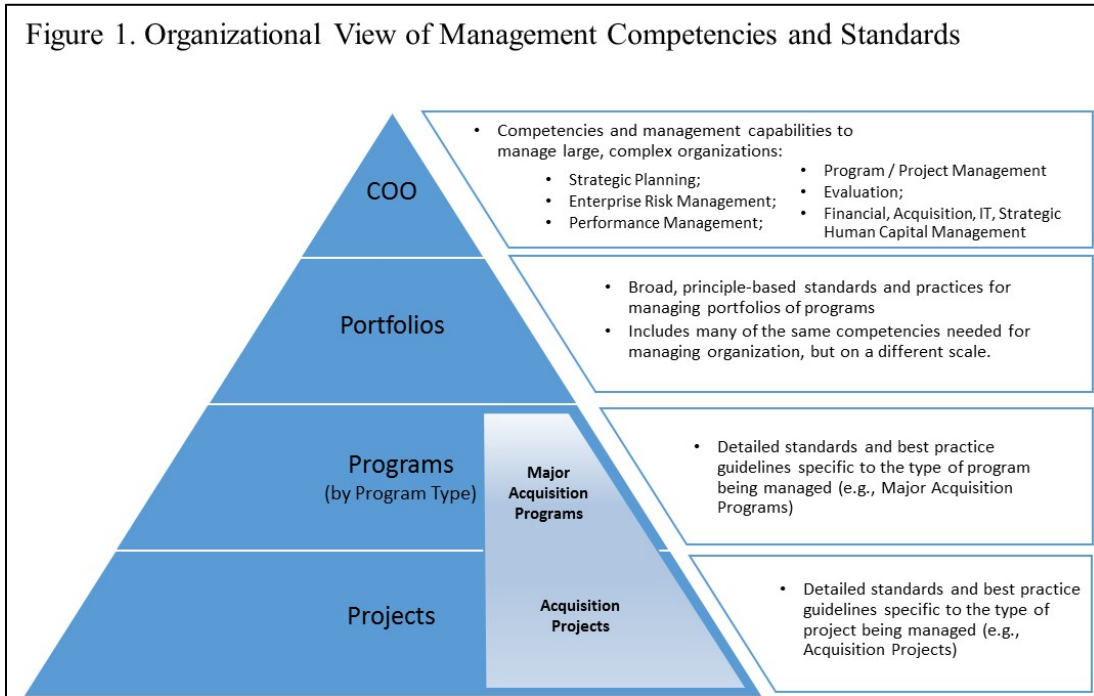 Figure 1. Organizational View of Management Competencies and Standards
COO
• Competencies and management capabilities to
manage large, complex organizations:
• Strategic Planning;
• Enterprise Risk Management;
• Performance Management;
• Program / Project Management
• Evaluation;
• Financial, Acquisition, IT, Strategic
Human Capital Management
Portfolios
• Broad, principle-based standards and practices for
managing portfolios of programs
• Includes many of the same competencies needed for
managing organization, but on a different scale.
Programs
(by Program Type)
Major
Acquisition
Programs
• Detailed standards and best practice
guidelines specific to the type of program
being managed (e.g., Major Acquisition
Programs)
Projects
Acquisition
Projects
• Detailed standards and best practice
guidelines specific to the type of
project being managed (e.g.,
Acquisition Projects)